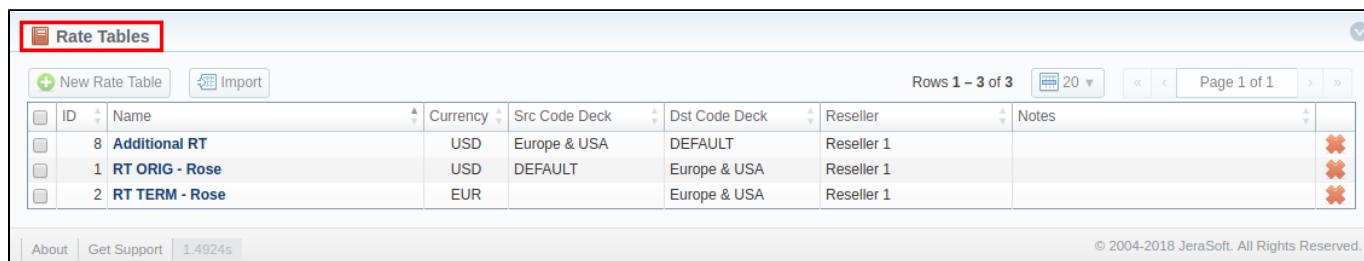 Rate Tables
New Rate Table Import Rows 1 – 3 of 3 20 Page 1 of 1
ID Name Currency Src Code Deck Dst Code Deck Reseller Notes
8 Additional RT USD Europe & USA DEFAULT Reseller 1
1 RT ORIG - Rose USD DEFAULT Europe & USA Reseller 1
2 RT TERM - Rose EUR Europe & USA Reseller 1
About Get Support 1.4924s © 2004-2018 JeraSoft. All Rights Reserved.